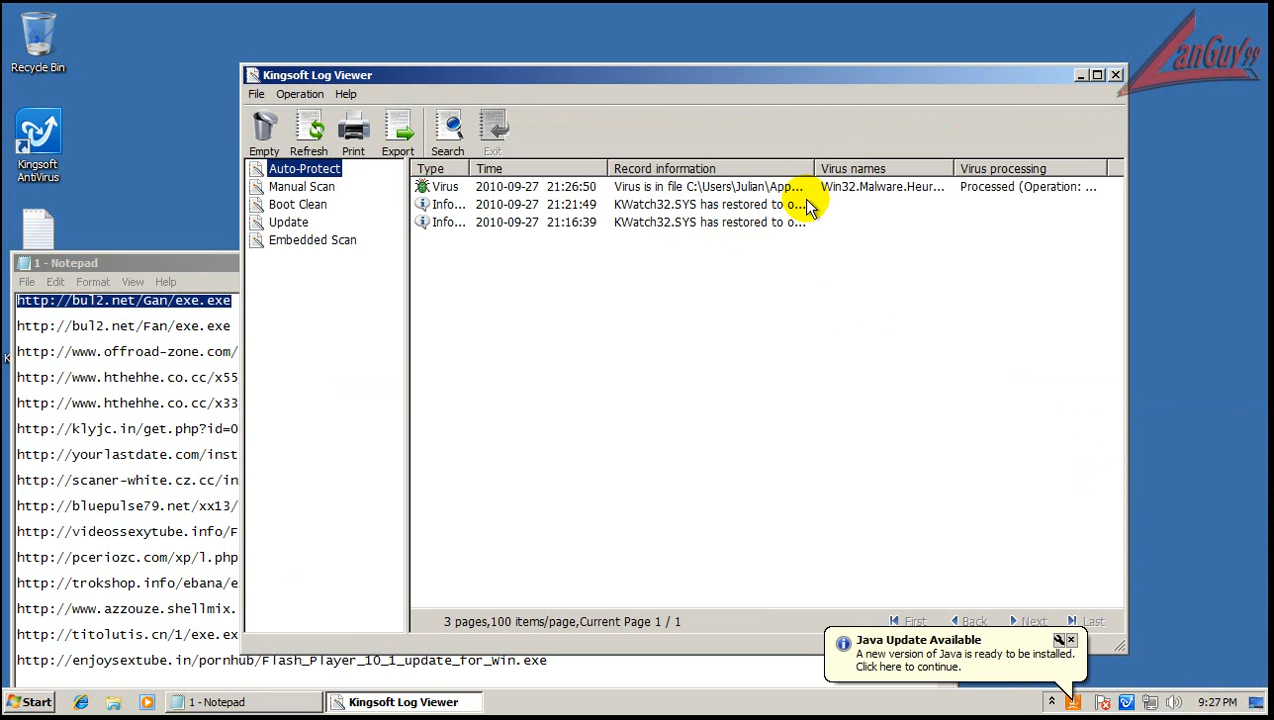 Recycle Bin
Kingsoft AntiVirus
anGuy99
Kingsoft Log Viewer
File Operation Help
Empty Refresh Print Export Search Exit
Auto-Protect
Manual Scan
Boot Clean
Update
Embedded Scan
Type Time Record information Virus names Virus processing
Virus 2010-09-27 21:26:50 Virus is in file C:\Users\Julian\App... Win32.Malware.Heur... Processed (Operation: ...
Info... 2010-09-27 21:21:49 KWatch32.SYS has restored to o...
Info... 2010-09-27 21:16:39 KWatch32.SYS has restored to o...
3 pages,100 items/page,Current Page 1 / 1 First Back Next Last
1 - Notepad
File Edit Format View Help
http://bul2.net/Gan/exe.exe
http://bul2.net/Fan/exe.exe
http://www.offroad-zone.com/
http://www.hthehhe.co.cc/x55
http://www.hthehhe.co.cc/x33
http://klyjc.in/get.php?id=0
http://yourlastdate.com/inst
http://scaner-white.cz.cc/in
http://bluepulse79.net/xx13/
http://videossexytube.info/F
http://pceriozc.com/xp/l.php
http://trokshop.info/ebana/e
http://www.azzouze.shellmix.
http://titolutis.cn/1/exe.ex
http://enjoysextube.in/pornhub/Flash_Player_10_1_update_for_Win.exe
Java Update Available
A new version of Java is ready to be installed.
Click here to continue.
Start 1 - Notepad Kingsoft Log Viewer 9:27 PM